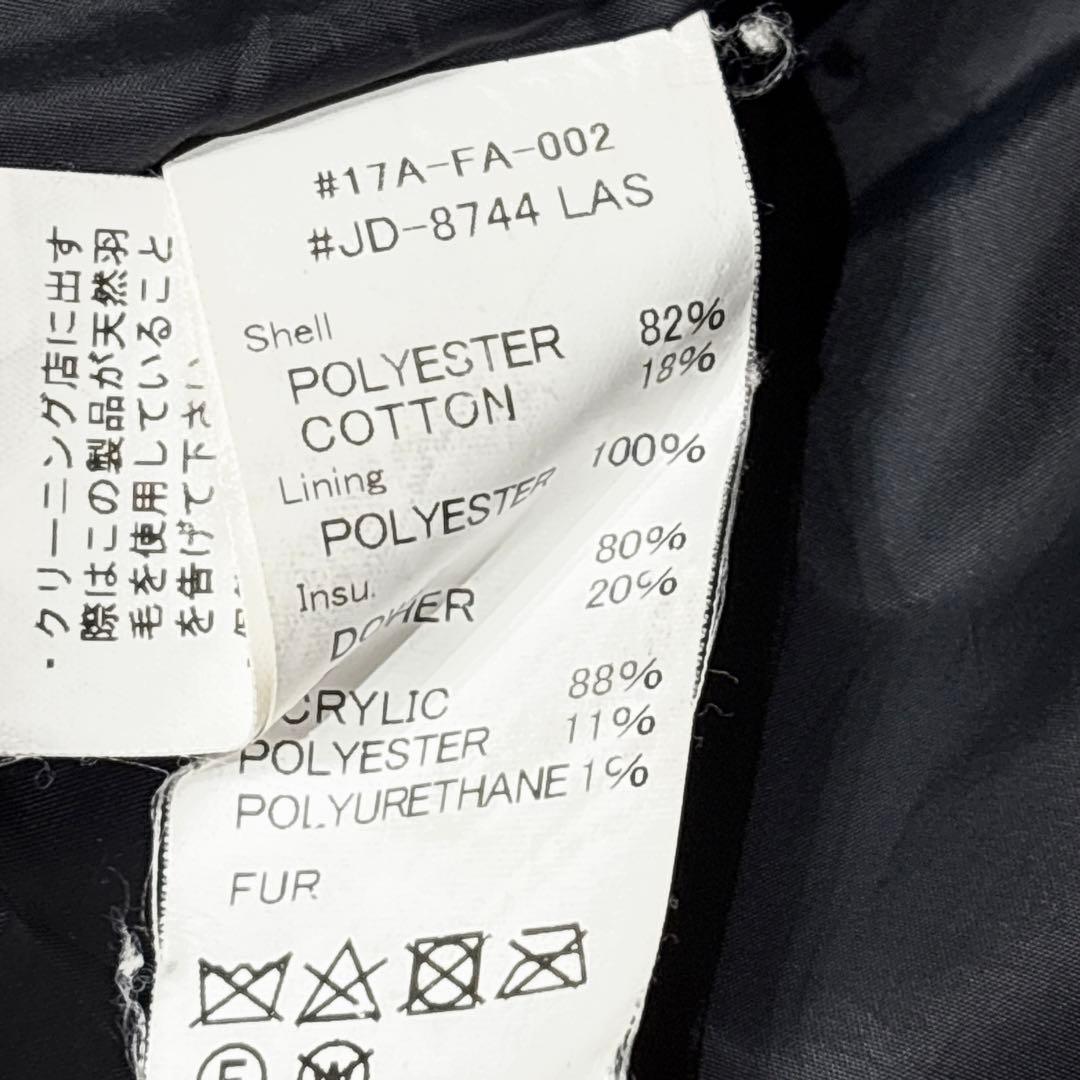 #17A-FA-002
#JD-8744 LAS
Shell
POLYESTER 82%
COTTON 18%
Lining
POLYESTER 100%
Insu.
80%
HER 20%
CRYLIC 88%
POLYESTER 11%
POLYURETHANE 1%
FUR
F
W
・クリーニング店に出す
際はこの製品が天然羽
毛を使用していること
を告げて下さい